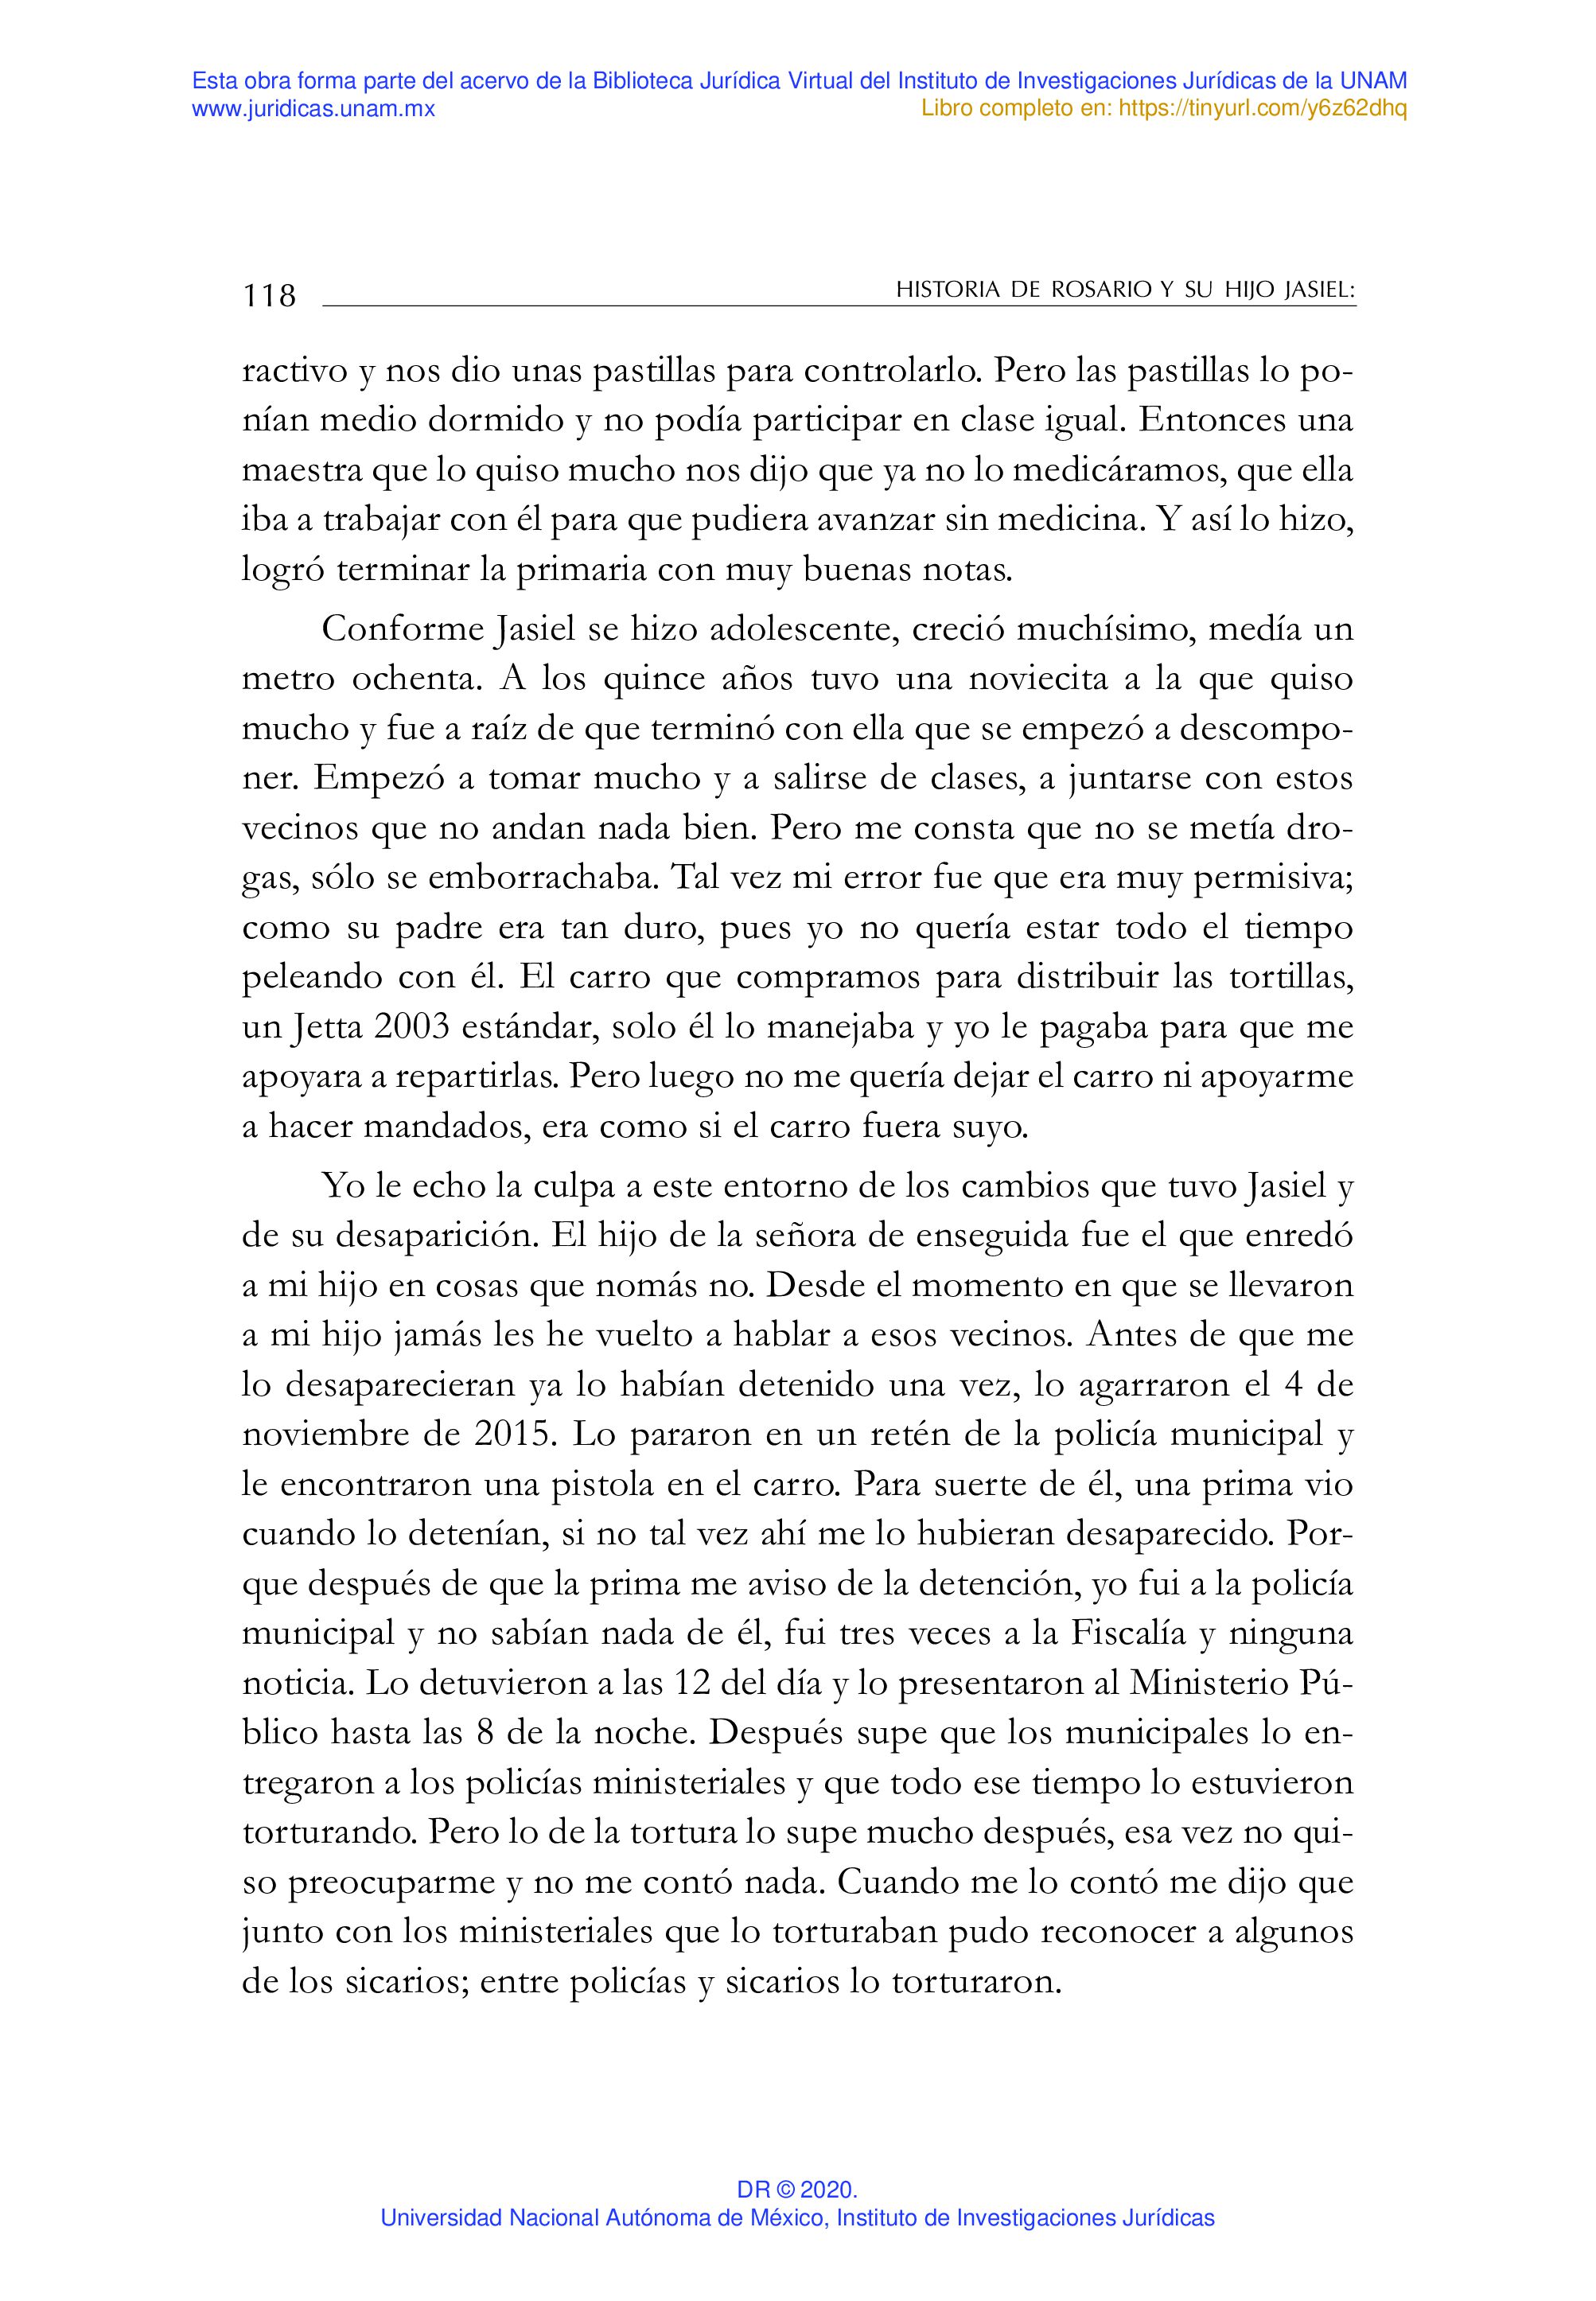 Esta obra forma parte del acervo de la Biblioteca Jurídica Virtual del Instituto de Investigaciones Jurídicas de la UNAM
www.juridicas.unam.mx Libro completo en: https://tinyurl.com/y6z62dhq
118 HISTORIA DE ROSARIO Y SU HIJO JASIEL:
ractivo y nos dio unas pastillas para controlarlo. Pero las pastillas lo po-
nían medio dormido y no podía participar en clase igual. Entonces una
maestra que lo quiso mucho nos dijo que ya no lo medicáramos, que ella
iba a trabajar con él para que pudiera avanzar sin medicina. Y así lo hizo,
logró terminar la primaria con muy buenas notas.
Conforme Jasiel se hizo adolescente, creció muchísimo, medía un
metro ochenta. A los quince años tuvo una noviecita a la que quiso
mucho y fue a raíz de que terminó con ella que se empezó a descompo-
ner. Empezó a tomar mucho y a salirse de clases, a juntarse con estos
vecinos que no andan nada bien. Pero me consta que no se metía dro-
gas, sólo se emborrachaba. Tal vez mi error fue que era muy permisiva;
como su padre era tan duro, pues yo no quería estar todo el tiempo
peleando con él. El carro que compramos para distribuir las tortillas,
un Jetta 2003 estándar, solo él lo manejaba y yo le pagaba para que me
apoyara a repartirlas. Pero luego no me quería dejar el carro ni apoyarme
a hacer mandados, era como si el carro fuera suyo.
Yo le echo la culpa a este entorno de los cambios que tuvo Jasiel y
de su desaparición. El hijo de la señora de enseguida fue el que enredó
a mi hijo en cosas que nomás no. Desde el momento en que se llevaron
a mi hijo jamás les he vuelto a hablar a esos vecinos. Antes de que me
lo desaparecieran ya lo habían detenido una vez, lo agarraron el 4 de
noviembre de 2015. Lo pararon en un retén de la policía municipal y
le encontraron una pistola en el carro. Para suerte de él, una prima vio
cuando lo detenían, si no tal vez ahí me lo hubieran desaparecido. Por-
que después de que la prima me aviso de la detención, yo fui a la policía
municipal y no sabían nada de él, fui tres veces a la Fiscalía y ninguna
noticia. Lo detuvieron a las 12 del día y lo presentaron al Ministerio Pú-
blico hasta las 8 de la noche. Después supe que los municipales lo en-
tregaron a los policías ministeriales y que todo ese tiempo lo estuvieron
torturando. Pero lo de la tortura lo supe mucho después, esa vez no qui-
so preocuparme y no me contó nada. Cuando me lo contó me dijo que
junto con los ministeriales que lo torturaban pudo reconocer a algunos
de los sicarios; entre policías y sicarios lo torturaron.
DR © 2020.
Universidad Nacional Autónoma de México, Instituto de Investigaciones Jurídicas